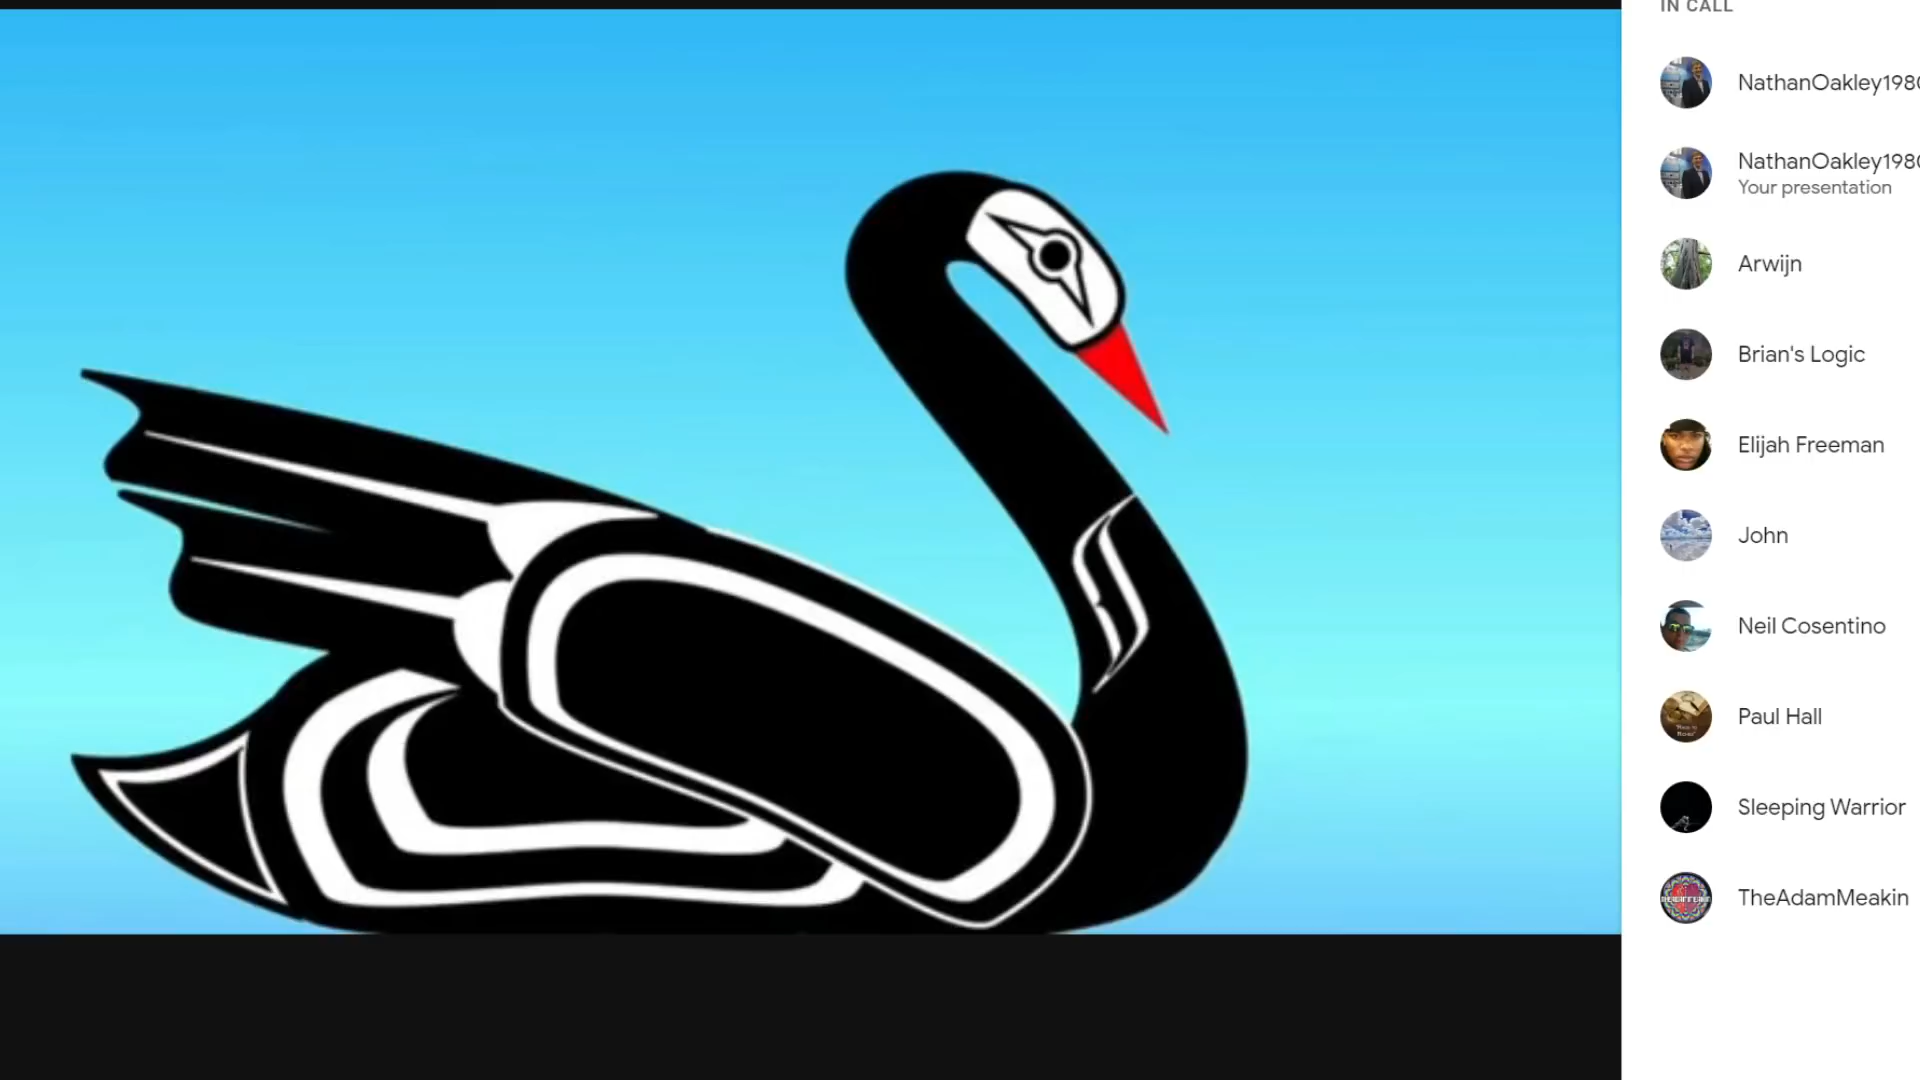 IN CALL
NathanOakley198
NathanOakley198
Your presentation
Arwijn
Brian's Logic
Elijah Freeman
John
Neil Cosentino
Paul Hall
Sleeping Warrior
TheAdamMeakin